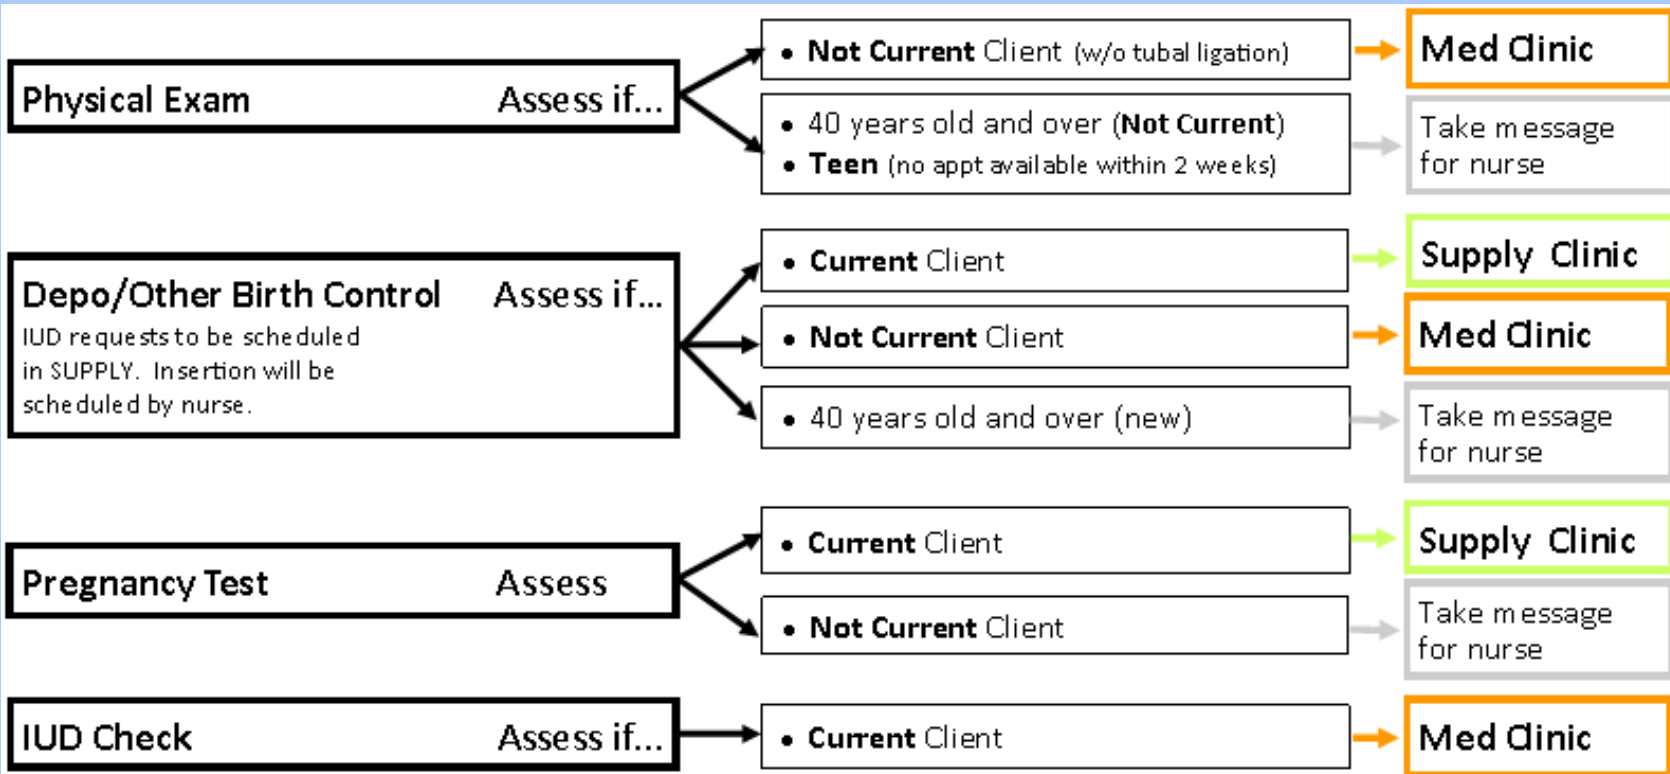 Physical Exam Assess if...
• Not Current Client (w/o tubal ligation)
Med Clinic
• 40 years old and over (Not Current)
• Teen (no appt available within 2 weeks)
Take message
for nurse
Depo/Other Birth Control Assess if...
IUD requests to be scheduled
in SUPPLY. Insertion will be
scheduled by nurse.
• Current Client
Supply Clinic
• Not Current Client
Med Clinic
• 40 years old and over (new)
Take message
for nurse
Pregnancy Test Assess
• Current Client
Supply Clinic
• Not Current Client
Take message
for nurse
IUD Check Assess if...
• Current Client
Med Clinic